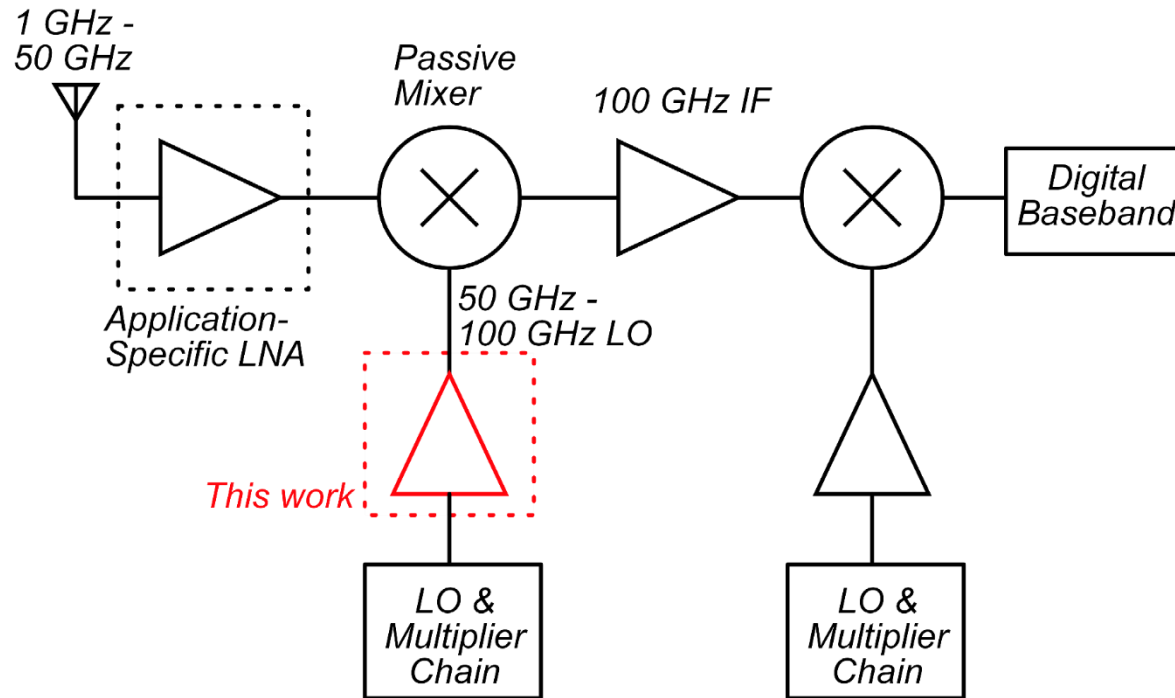 1 GHz -
50 GHz
Passive
Mixer
100 GHz IF
Digital
Baseband
Application-
Specific LNA
50 GHz -
100 GHz LO
This work
LO &
Multiplier
Chain
LO &
Multiplier
Chain